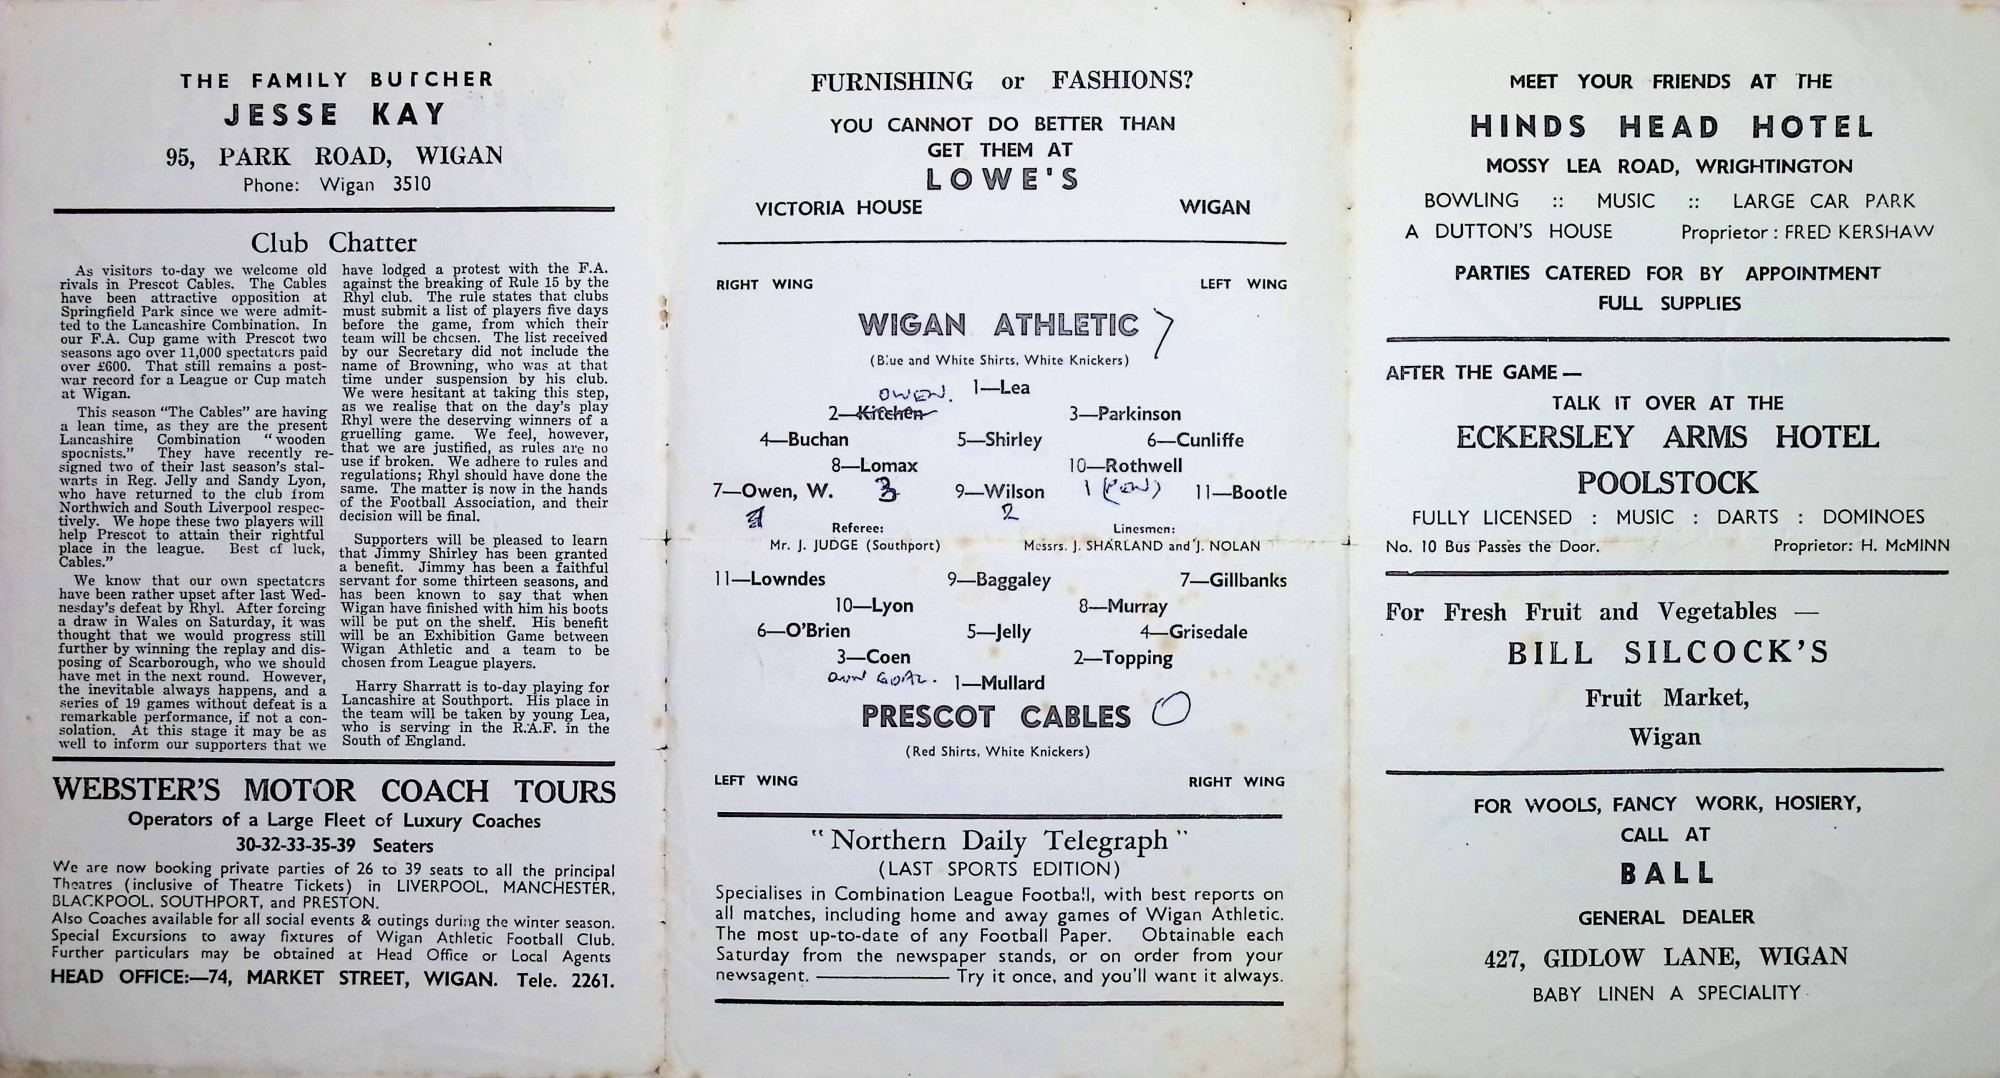 THE FAMILY BUTCHER
JESSE KAY
95, PARK ROAD, WIGAN
Phone: Wigan 3510
Club Chatter
As visitors to-day we welcome old
rivals in Prescot Cables. The Cables
have been attractive opposition at
Springfield Park since we were admit-
ted to the Lancashire Combination. In
our F.A. Cup game with Prescot two
seasons ago over 11,000 spectators paid
over £600. That still remains a post-
war record for a League or Cup match
at Wigan.
This season "The Cables" are having
a lean time, as they are the present
Lancashire Combination "wooden
spoonists." They have recently re-
signed two of their last season's stal-
warts in Reg. Jelly and Sandy Lyon,
who have returned to the club from
Northwich and South Liverpool respec-
tively. We hope these two players will
help Prescot to attain their rightful
place in the league. Best of luck,
Cables."
We know that our own spectators
have been rather upset after last Wed-
nesday's defeat by Rhyl. After forcing
a draw in Wales on Saturday, it was
thought that we would progress still
further by winning the replay and dis-
posing of Scarborough, who we should
have met in the next round. However,
the inevitable always happens, and a
series of 19 games without defeat is a
remarkable performance, if not a con-
solation. At this stage it may be as
well to inform our supporters that we
have lodged a protest with the F.A.
against the breaking of Rule 15 by the
Rhyl club. The rule states that clubs
must submit a list of players five days
before the game, from which their
team will be chosen. The list received
by our Secretary did not include the
name of Browning, who was at that
time under suspension by his club.
We were hesitant at taking this step,
as we realise that on the day's play
Rhyl were the deserving winners of a
gruelling game. We feel, however,
that we are justified, as rules are no
use if broken. We adhere to rules and
regulations; Rhyl should have done the
same. The matter is now in the hands
of the Football Association, and their
decision will be final.
Supporters will be pleased to learn
that Jimmy Shirley has been granted
a benefit. Jimmy has been a faithful
servant for some thirteen seasons, and
has been known to say that when
Wigan have finished with him his boots
will be put on the shelf. His benefit
will be an Exhibition Game between
Wigan Athletic and a team to be
chosen from League players.
Harry Sharratt is to-day playing for
Lancashire at Southport. His place in
the team will be taken by young Lea,
who is serving in the R.A.F. in the
South of England.
WEBSTER'S MOTOR COACH TOURS
Operators of a Large Fleet of Luxury Coaches
30-32-33-35-39 Seaters
We are now booking private parties of 26 to 39 seats to all the principal
Theatres (inclusive of Theatre Tickets) in LIVERPOOL, MANCHESTER,
BLACKPOOL. SOUTHPORT, and PRESTON.
Also Coaches available for all social events & outings during the winter season.
Special Excursions to away fixtures of Wigan Athletic Football Club.
Further particulars may be obtained at Head Office or Local Agents
HEAD OFFICE:—74, MARKET STREET, WIGAN. Tele. 2261.
FURNISHING or FASHIONS?
YOU CANNOT DO BETTER THAN
GET THEM AT
LOWE'S
VICTORIA HOUSE WIGAN
RIGHT WING LEFT WING
WIGAN ATHLETIC 7
(Blue and White Shirts, White Knickers)
1—Lea
OWEN.
2—Kitchen 3—Parkinson
4—Buchan 5—Shirley 6—Cunliffe
8—Lomax 10—Rothwell
7—Owen, W. 3 9—Wilson 1 (PEN) 11—Bootle
2
Referee: Linesmen:
Mr. J. JUDGE (Southport) Messrs. J. SHARLAND and J. NOLAN
11—Lowndes 9—Baggaley 7—Gillbanks
10—Lyon 8—Murray
6—O'Brien 5—Jelly 4—Grisedale
3—Coen 2—Topping
OWN GOAL. 1—Mullard
PRESCOT CABLES 0
(Red Shirts, White Knickers)
LEFT WING RIGHT WING
"Northern Daily Telegraph"
(LAST SPORTS EDITION)
Specialises in Combination League Football, with best reports on
all matches, including home and away games of Wigan Athletic.
The most up-to-date of any Football Paper. Obtainable each
Saturday from the newspaper stands, or on order from your
newsagent. ———— Try it once, and you'll want it always.
MEET YOUR FRIENDS AT THE
HINDS HEAD HOTEL
MOSSY LEA ROAD, WRIGHTINGTON
BOWLING :: MUSIC :: LARGE CAR PARK
A DUTTON'S HOUSE Proprietor: FRED KERSHAW
PARTIES CATERED FOR BY APPOINTMENT
FULL SUPPLIES
AFTER THE GAME—
TALK IT OVER AT THE
ECKERSLEY ARMS HOTEL
POOLSTOCK
FULLY LICENSED : MUSIC : DARTS : DOMINOES
No. 10 Bus Passes the Door. Proprietor: H. McMINN
For Fresh Fruit and Vegetables —
BILL SILCOCK'S
Fruit Market,
Wigan
FOR WOOLS, FANCY WORK, HOSIERY,
CALL AT
BALL
GENERAL DEALER
427, GIDLOW LANE, WIGAN
BABY LINEN A SPECIALITY